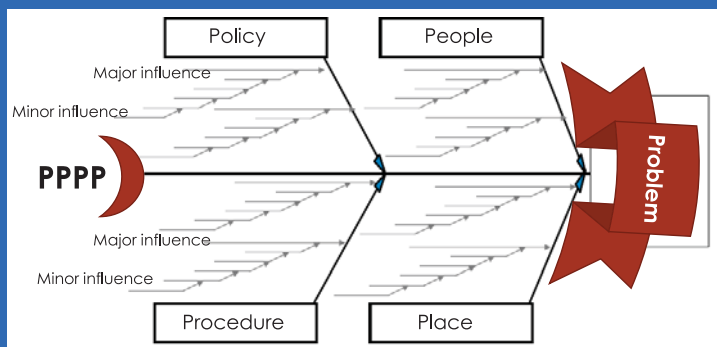 Policy
People
Major influence
Minor influence
PPPP
Problem
Major influence
Minor influence
Procedure
Place